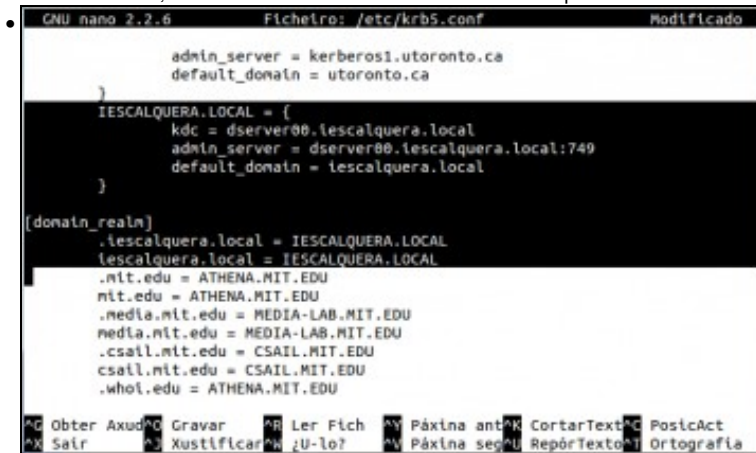 GNU nano 2.2.6 Ficheiro: /etc/krb5.conf Modificado
admin_server = kerberos1.utoronto.ca
default_domain = utoronto.ca
}
IESCALQUERA.LOCAL = {
kdc = dserver00.iescalquera.local
admin_server = dserver00.iescalquera.local:749
default_domain = iescalquera.local
}
[domain_realm]
.iescalquera.local = IESCALQUERA.LOCAL
iescalquera.local = IESCALQUERA.LOCAL
.mit.edu = ATHENA.MIT.EDU
mit.edu = ATHENA.MIT.EDU
.media.mit.edu = MEDIA-LAB.MIT.EDU
media.mit.edu = MEDIA-LAB.MIT.EDU
.csail.mit.edu = CSAIL.MIT.EDU
csail.mit.edu = CSAIL.MIT.EDU
.whoi.edu = ATHENA.MIT.EDU
^G Obter Axud ^O Gravar ^R Ler Fich ^Y Páxina ant ^K CortarText ^C PosicAct
^X Sair ^J Xustificar ^W ¿U-lo? ^V Páxina seg ^U RepórTexto ^T Ortografia